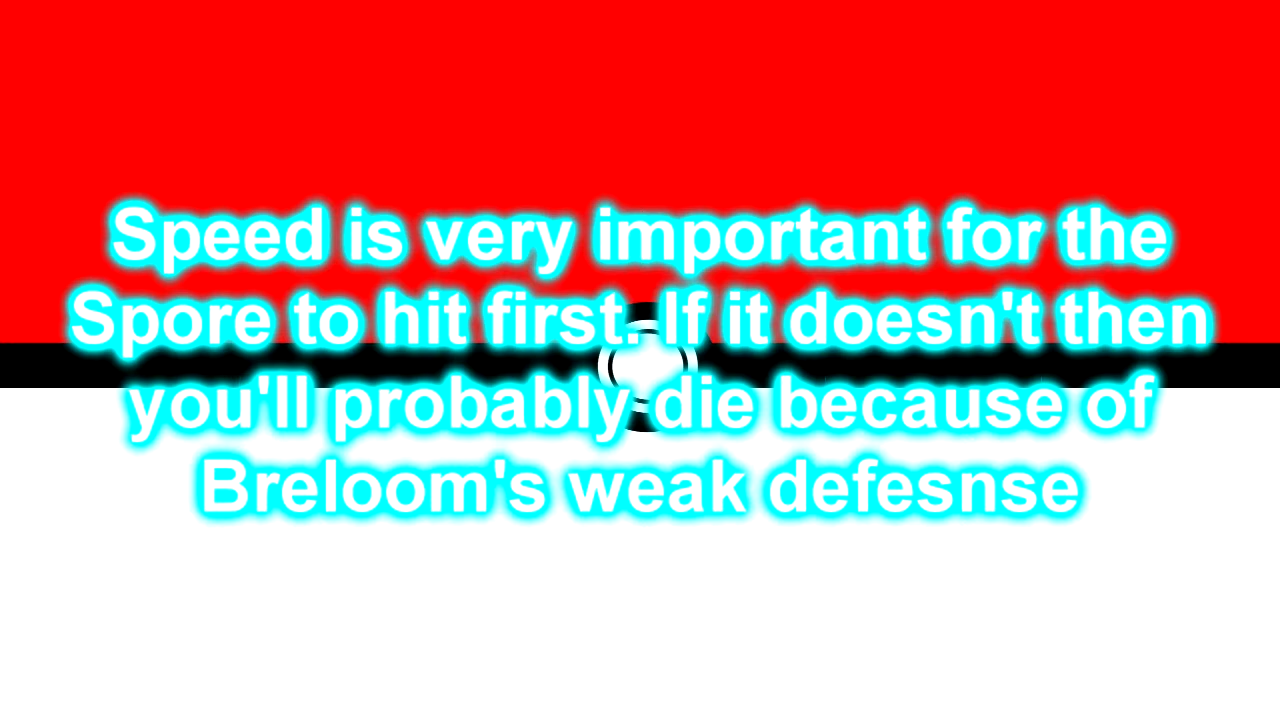 Speed is very important for the
Spore to hit first. If it doesn't then
you'll probably die because of
Breloom's weak defesnse